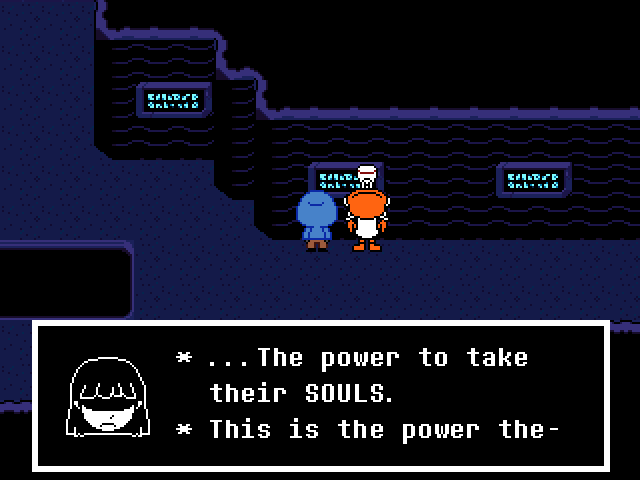 * ...The power to take
their SOULS.
* This is the power the-